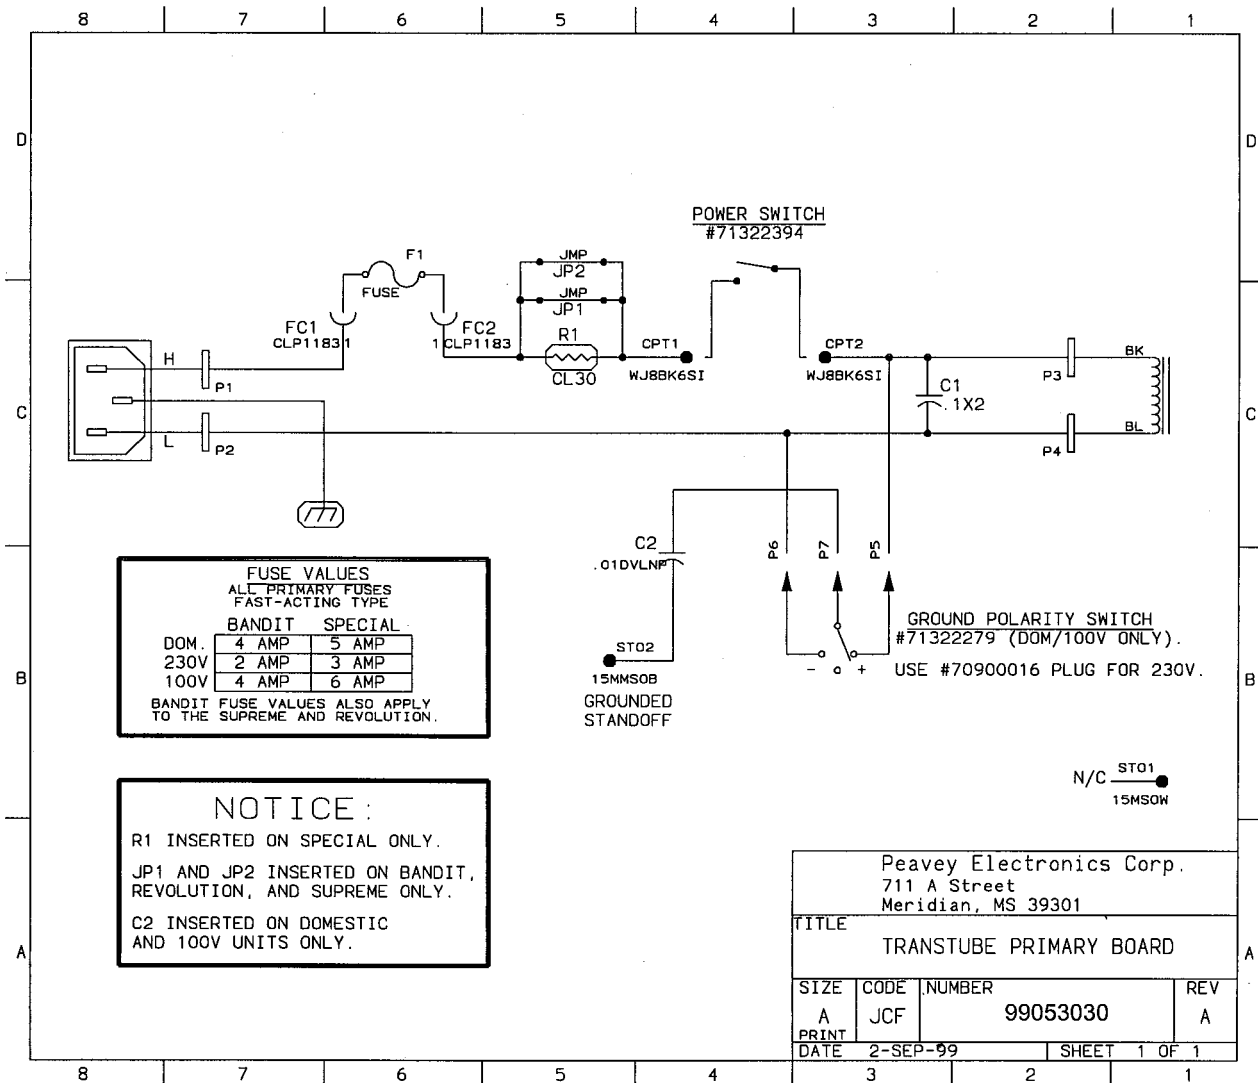 8 7 6 5 4 3 2 1
D D
POWER SWITCH
#71322394
F1
FUSE
JMP
JP2
JMP
JP1
FC1
CLP1183 1
FC2
1 CLP1183
R1
CL30
CPT1
WJ8BK6SI
CPT2
WJ8BK6SI
H
P1
C C
L
P2
C1
.1X2
P3
BK
P4
BL
C2
.01DVLNP
P6
P7
P5
FUSE VALUES
ALL PRIMARY FUSES
FAST-ACTING TYPE
BANDIT SPECIAL
DOM. 4 AMP 5 AMP
230V 2 AMP 3 AMP
100V 4 AMP 6 AMP
BANDIT FUSE VALUES ALSO APPLY
TO THE SUPREME AND REVOLUTION.
GROUND POLARITY SWITCH
#71322279 (DOM/100V ONLY).
USE #70900016 PLUG FOR 230V.
- +
ST02
15MMSOB
GROUNDED
STANDOFF
B B
N/C ST01
15MSOW
NOTICE:
R1 INSERTED ON SPECIAL ONLY.
JP1 AND JP2 INSERTED ON BANDIT,
REVOLUTION, AND SUPREME ONLY.
C2 INSERTED ON DOMESTIC
AND 100V UNITS ONLY.
A A
Peavey Electronics Corp.
711 A Street
Meridian, MS 39301
TITLE
TRANSTUBE PRIMARY BOARD
SIZE CODE NUMBER REV
A JCF 99053030 A
PRINT
DATE 2-SEP-99 SHEET 1 OF 1
8 7 6 5 4 3 2 1